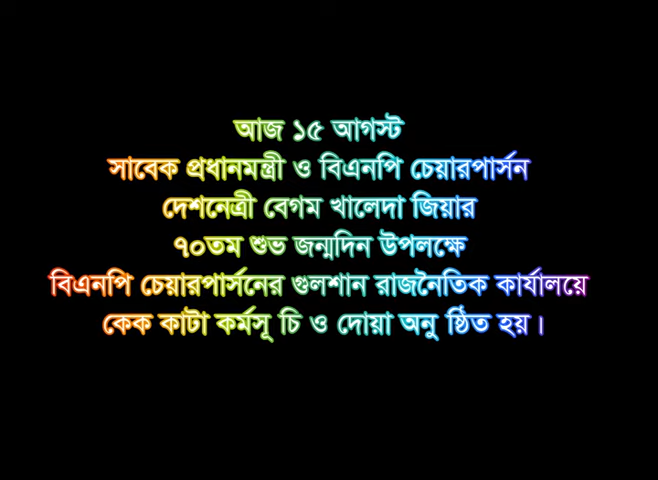 আজ ১৫ আগস্ট
সাবেক প্রধানমন্ত্রী ও বিএনপি চেয়ারপার্সন
দেশনেত্রী বেগম খালেদা জিয়ার
৭০তম শুভ জন্মদিন উপলক্ষে
বিএনপি চেয়ারপার্সনের গুলশান রাজনৈতিক কার্যালয়ে
কেক কাটা কর্মসূ চি ও দোয়া অনু ষ্ঠিত হয়।